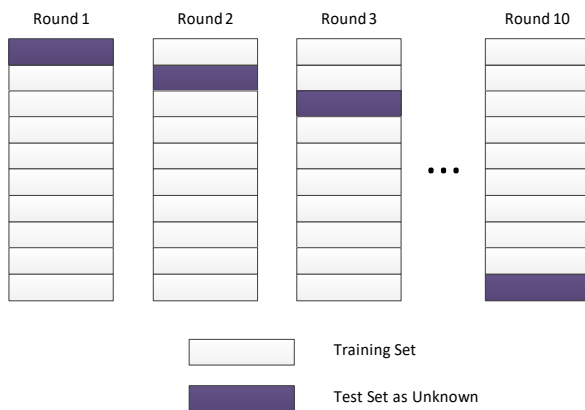 Round 1
Round 2
Round 3
Round 10
...
Training Set
Test Set as Unknown